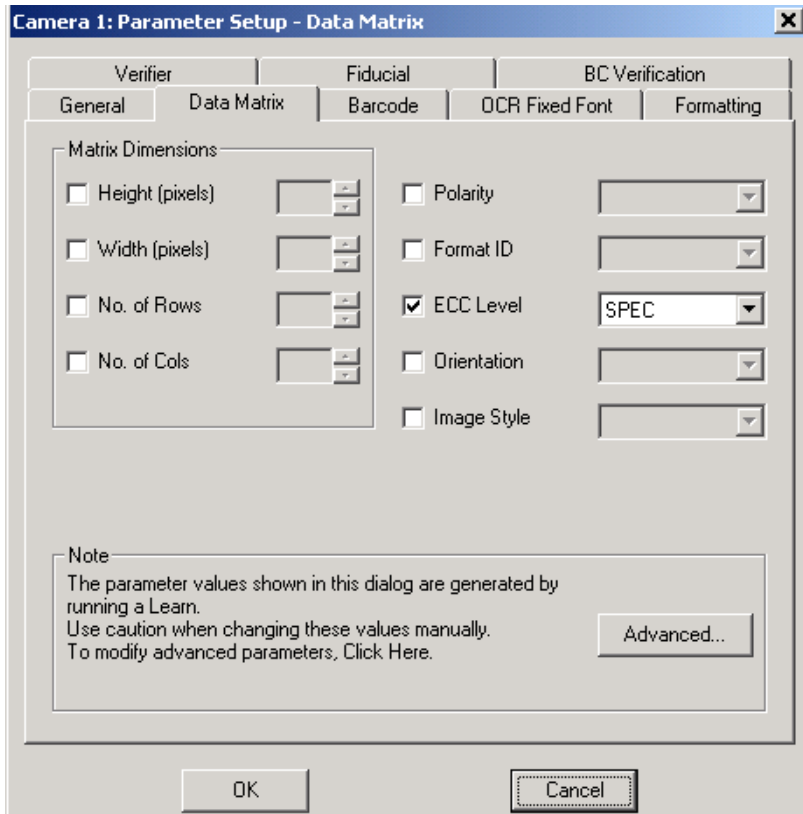 Camera 1: Parameter Setup - Data Matrix
Verifier Fiducial BC Verification
General Data Matrix Barcode OCR Fixed Font Formatting
Matrix Dimensions
Height (pixels) Polarity
Width (pixels) Format ID
No. of Rows ECC Level SPEC
No. of Cols Orientation
Image Style
Note
The parameter values shown in this dialog are generated by
running a Learn.
Use caution when changing these values manually.
To modify advanced parameters, Click Here.
Advanced...
OK Cancel